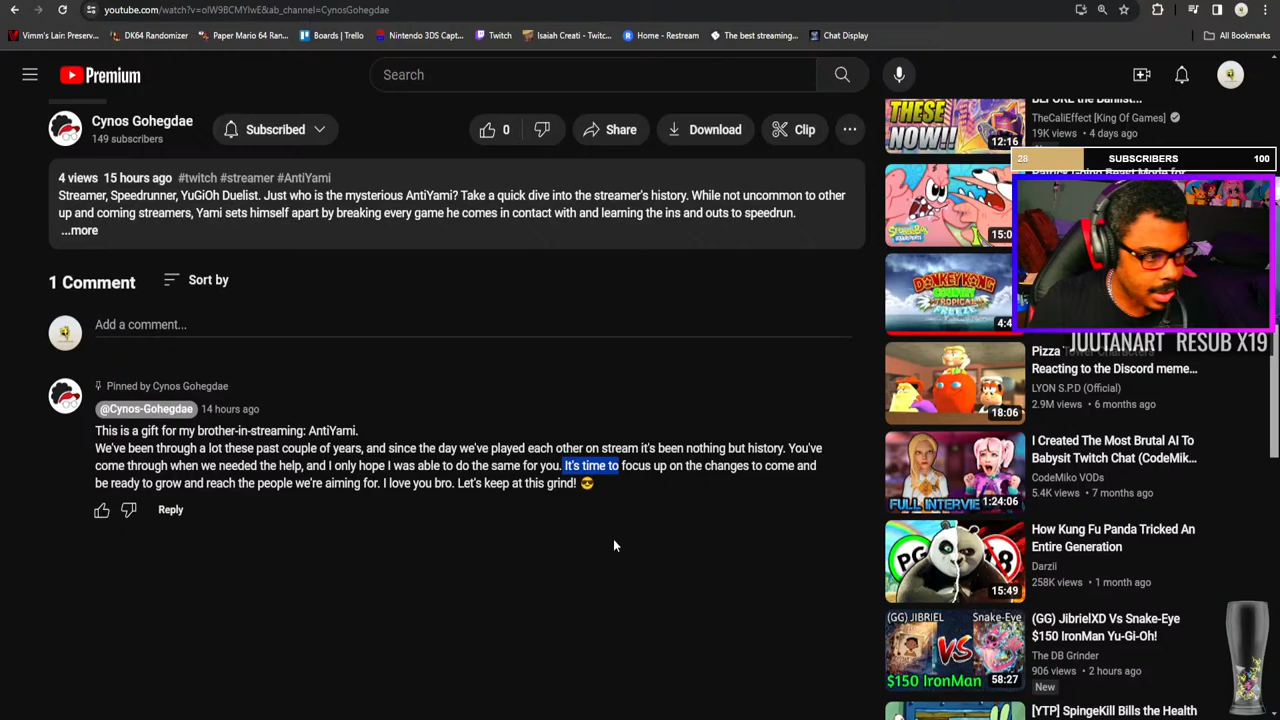 youtube.com/watch?v=oIW9BCMYlwE&ab_channel=CynosGohegdae
Vimm's Lair: Preserv...
DK64 Randomizer
Paper Mario 64 Ran...
Boards | Trello
Nintendo 3DS Capt...
Twitch
Isaiah Creati - Twitc...
Home - Restream
The best streaming...
Chat Display
All Bookmarks
Premium
Search
Cynos Gohegdae
149 subscribers
Subscribed
0
Share
Download
Clip
4 views 15 hours ago #twitch #streamer #AntiYami
Streamer, Speedrunner, YuGiOh Duelist, Just who is the mysterious AntiYami? Take a quick dive into the streamer's history. While not uncommon to other
up and coming streamers, Yami sets himself apart by breaking every game he comes in contact with and learning the ins and outs to speedrun.
...more
1 Comment
Sort by
Add a comment...
Pinned by Cynos Gohegdae
@Cynos-Gohegdae 14 hours ago
This is a gift for my brother-in-streaming: AntiYami.
We've been through a lot these past couple of years, and since the day we've played each other on stream it's been nothing but history. You've
come through when we needed the help, and I only hope I was able to do the same for you. It's time to focus up on the changes to come and
be ready to grow and reach the people we're aiming for. I love you bro. Let's keep at this grind! 😎
Reply
THESE
NOW!!
12:16
TheCaliEffect [King Of Games]
19K views • 4 days ago
28 SUBSCRIBERS 100
15:0
DONKEY KONG
COUNTRY
TROPICAL
FREEZE
4:4
JUUTANART RESUB X19
Pizza Tower Characters
Reacting to the Discord meme...
LYON S.P.D (Official)
2.9M views • 6 months ago
18:06
I Created The Most Brutal AI To
Babysit Twitch Chat (CodeMik...
CodeMiko VODs
5.4K views • 7 months ago
FULL INTERVIE
1:24:06
How Kung Fu Panda Tricked An
Entire Generation
Darzii
258K views • 1 month ago
PG
18
15:49
(GG) JibrielXD Vs Snake-Eye
$150 IronMan Yu-Gi-Oh!
The DB Grinder
906 views • 2 hours ago
New
(GG) JIBRIEL
Snake-Eye
VS
$150 IronMan
58:27
[YTP] SpingeKill Bills the Health